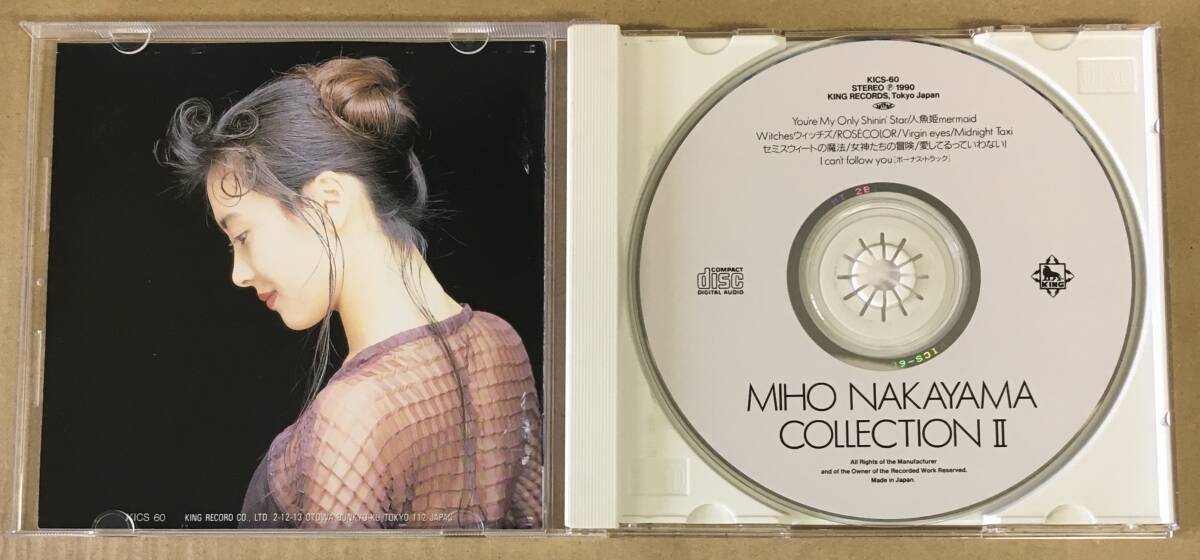 KICS 60 KING RECORD CO., LTD 2-12-13 OTOWA BUNKYO-KU TOKYO 112 JAPAN
KICS-60
STEREO Ⓟ 1990
KING RECORDS, Tokyo Japan
You're My Only Shinin' Star/人魚姫mermaid
Witchesウィッチズ/ROSÉCOLOR/Virgin eyes/Midnight Taxi
セミスウィートの魔法/女神たちの冒険/愛してるっていわない!
I can't follow you [ボーナス・トラック]
2B
COMPACT
disc
DIGITAL AUDIO
KING
MIHO NAKAYAMA
COLLECTION II
All Rights of the Manufacturer
and of the Owner of the Recorded Work Reserved.
Made in Japan.